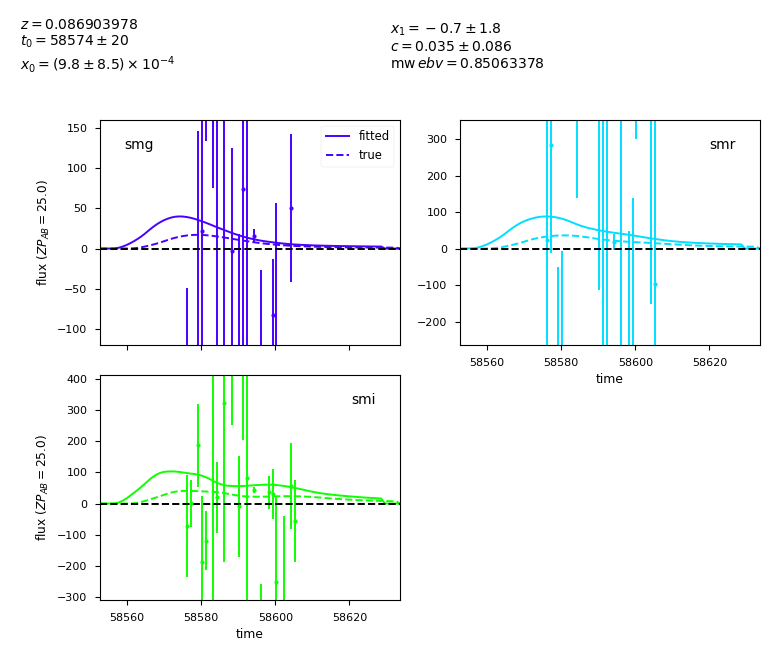 z = 0.086903978
t₀ = 58574 ± 20
x₀ = (9.8 ± 8.5) × 10⁻⁴
x₁ = −0.7 ± 1.8
c = 0.035 ± 0.086
mw ebv = 0.85063378
150
100
50
0
−50
−100
flux (ZP_AB = 25.0)
smg
fitted
true
300
200
100
0
−100
−200
smr
58560
58580
58600
58620
time
400
300
200
100
0
−100
−200
−300
flux (ZP_AB = 25.0)
smi
58560
58580
58600
58620
time